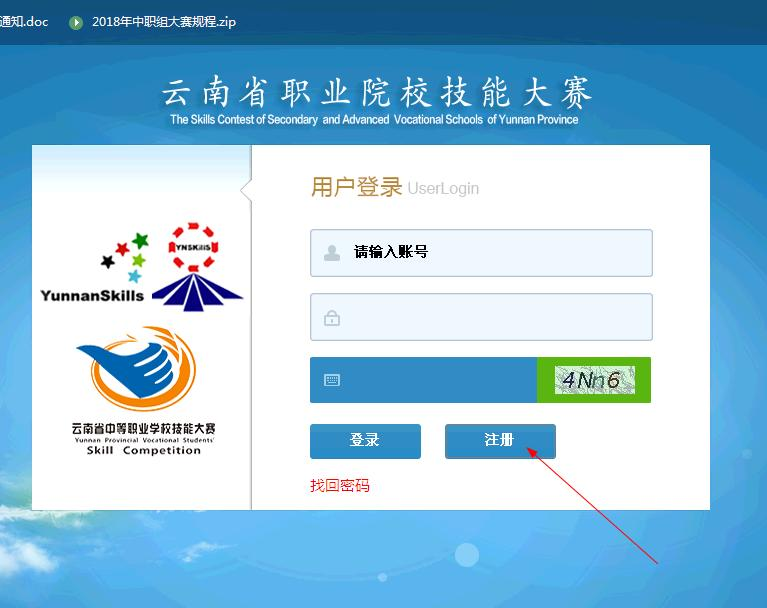 通知.doc 2018年中职组大赛规程.zip
云南省职业院校技能大赛
The Skills Contest of Secondary and Advanced Vocational Schools of Yunnan Province
用户登录 UserLogin
YNSKillS
YunnanSkills
云南省中等职业学校技能大赛
Yunnan Provincial Vocational Students'
Skill Competition
请输入账号
4Nn6
登录 注册
找回密码